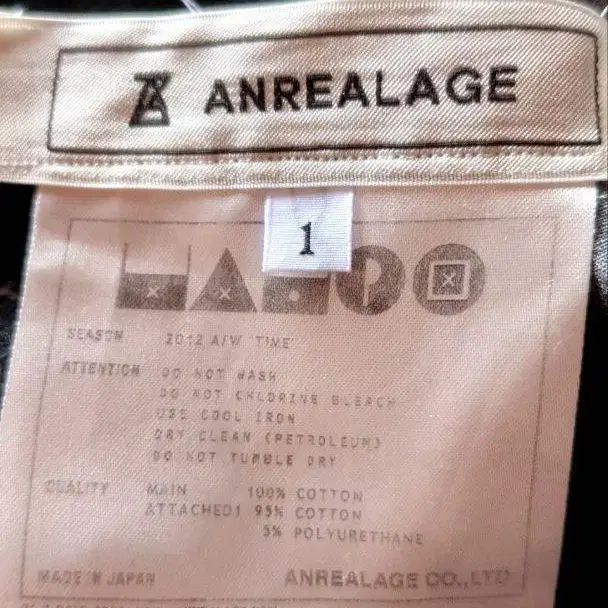 ANREALAGE
1
SEASON 2012 A/W 'TIME'
ATTENTION DO NOT WASH
DO NOT CHLORINE BLEACH
USE COOL IRON
DRY CLEAN (PETROLEUM)
DO NOT TUMBLE DRY
QUALITY MAIN 100% COTTON
ATTACHED1 95% COTTON
5% POLYURETHANE
MADE IN JAPAN ANREALAGE CO.,LTD